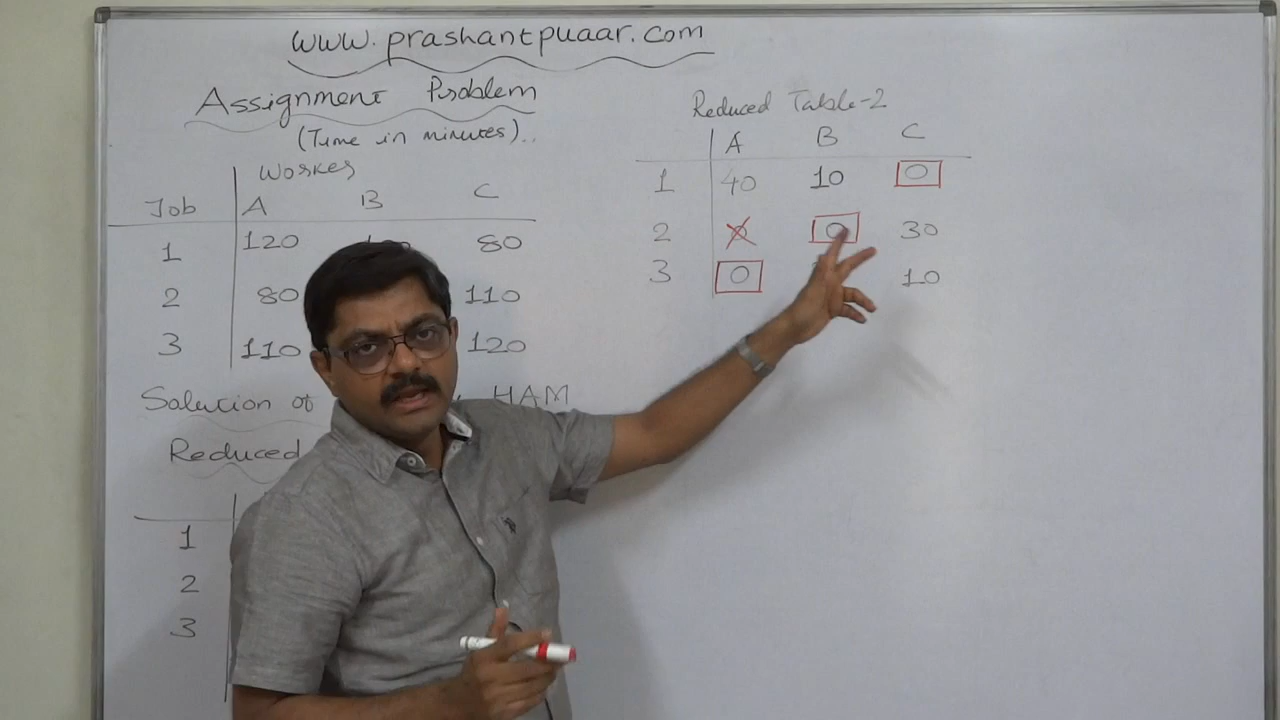 www.prashantpuaar.com
Assignment Problem
(Time in minutes)..
Worker
Job A B C
1 120 80
2 80 110
3 110 120
Solution of HAM
Reduced
1
2
3
Reduced Table-2
A B C
1 40 10 0
2 0 0 30
3 0 10